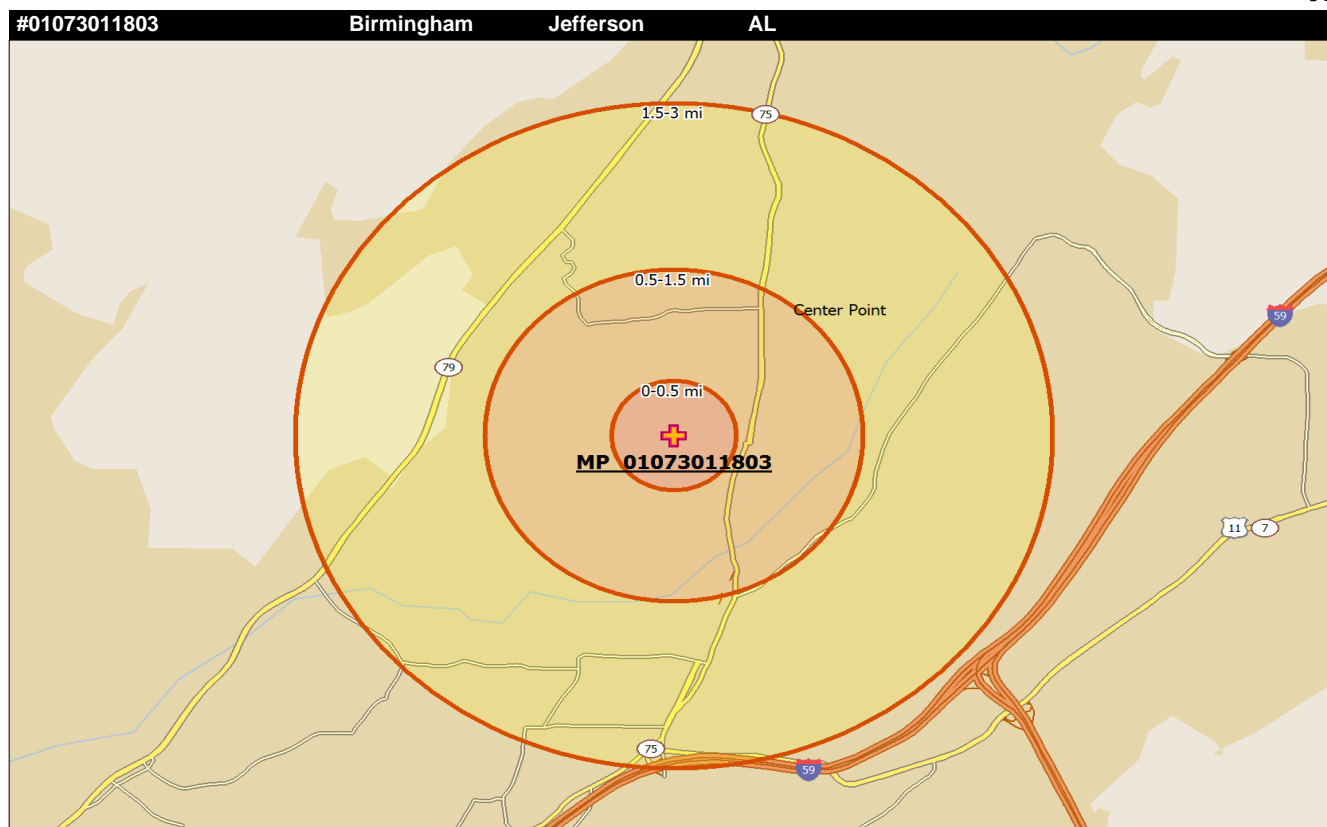 #01073011803 Birmingham Jefferson AL
1.5-3 mi
75
0.5-1.5 mi
Center Point
59
79
0-0.5 mi
MP 01073011803
11 7
75
59